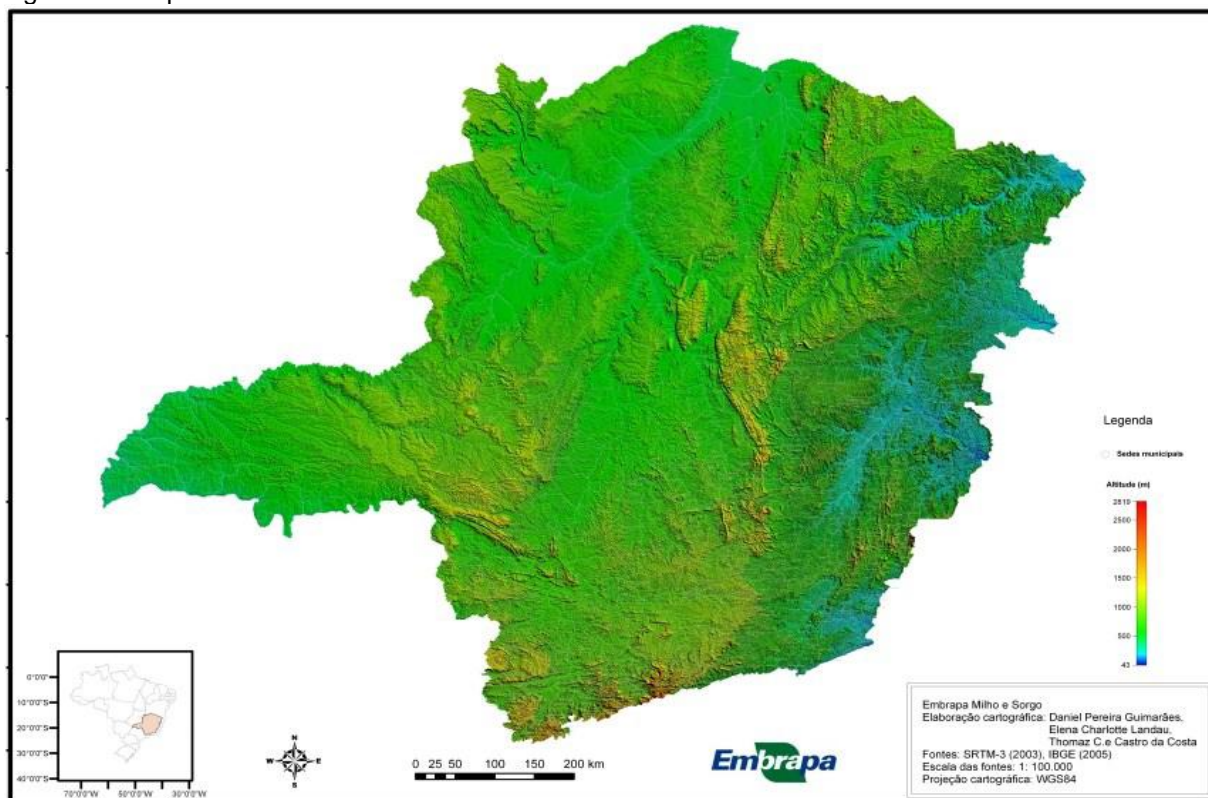 Legenda
Sedes municipais
Altitude (m)
2810
2500
1500
1000
500
43
0°0'0"
10°0'0"S
20°0'0"S
30°0'0"S
40°0'0"S
70°0'0"W
50°0'0"W
30°0'0"W
N
W
E
S
0 25 50 100 150 200 km
Embrapa
Embrapa Milho e Sorgo
Elaboração cartográfica: Daniel Pereira Guimarães,
Elena Charlotte Landau,
Thomaz C.e Castro da Costa
Fontes: SRTM-3 (2003), IBGE (2005)
Escala das fontes: 1: 100.000
Projeção cartográfica: WGS84